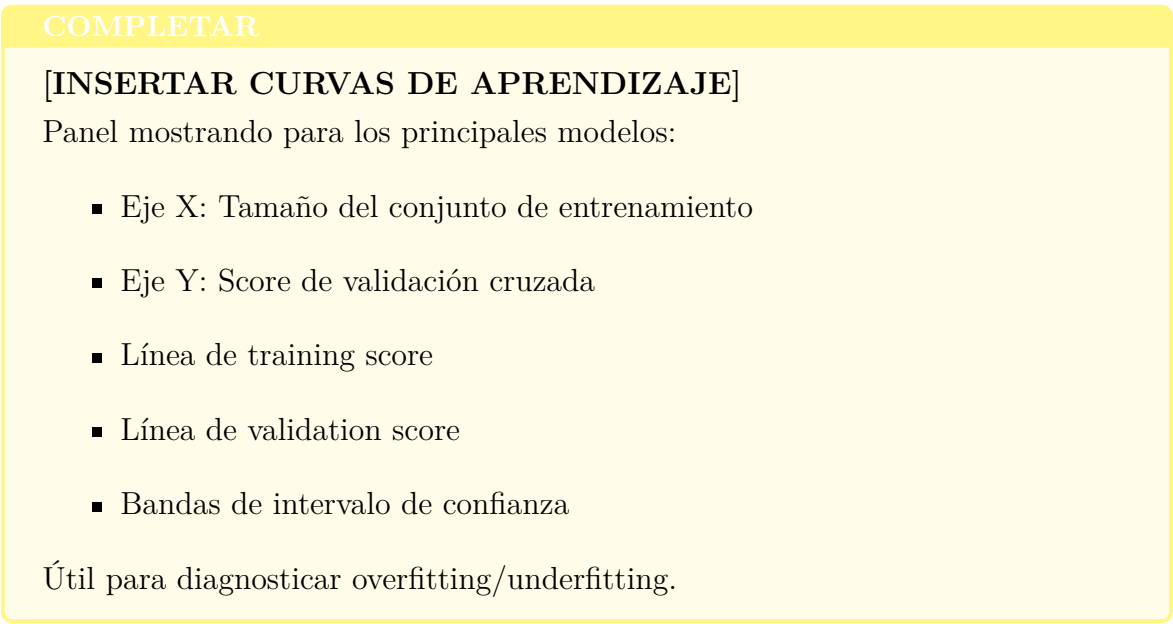 COMPLETAR
[INSERTAR CURVAS DE APRENDIZAJE]
Panel mostrando para los principales modelos:
▪ Eje X: Tamaño del conjunto de entrenamiento
▪ Eje Y: Score de validación cruzada
▪ Línea de training score
▪ Línea de validation score
▪ Bandas de intervalo de confianza
Útil para diagnosticar overfitting/underfitting.